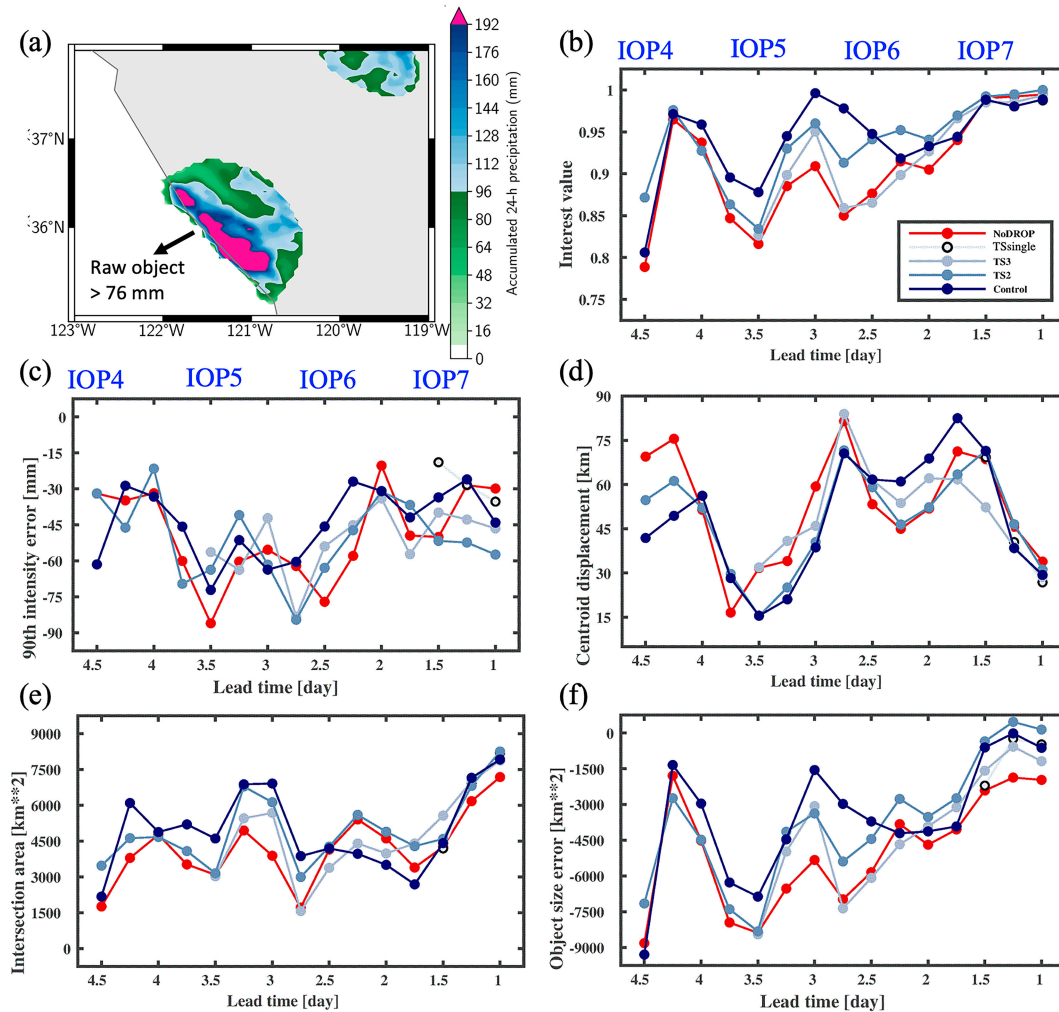 (a)
192
176
160
144
128
112
96
80
64
48
32
16
0
Accumulated 24-h precipitation (mm)
37°N
36°N
Raw object
> 76 mm
123°W 122°W 121°W 120°W 119°W
(b)
IOP4 IOP5 IOP6 IOP7
1
0.95
0.9
0.85
0.8
0.75
Interest value
NoDROP
TSsingle
TS3
TS2
Control
4.5 4 3.5 3 2.5 2 1.5 1
Lead time [day]
(c)
IOP4 IOP5 IOP6 IOP7
0
-15
-30
-45
-60
-75
-90
90th intensity error [mm]
4.5 4 3.5 3 2.5 2 1.5 1
Lead time [day]
(d)
90
75
60
45
30
15
Centroid displacement [km]
4.5 4 3.5 3 2.5 2 1.5 1
Lead time [day]
(e)
9000
7500
6000
4500
3000
1500
0
Intersection area [km**2]
4.5 4 3.5 3 2.5 2 1.5 1
Lead time [day]
(f)
0
-1500
-3000
-4500
-6000
-7500
-9000
Object size error [km**2]
4.5 4 3.5 3 2.5 2 1.5 1
Lead time [day]